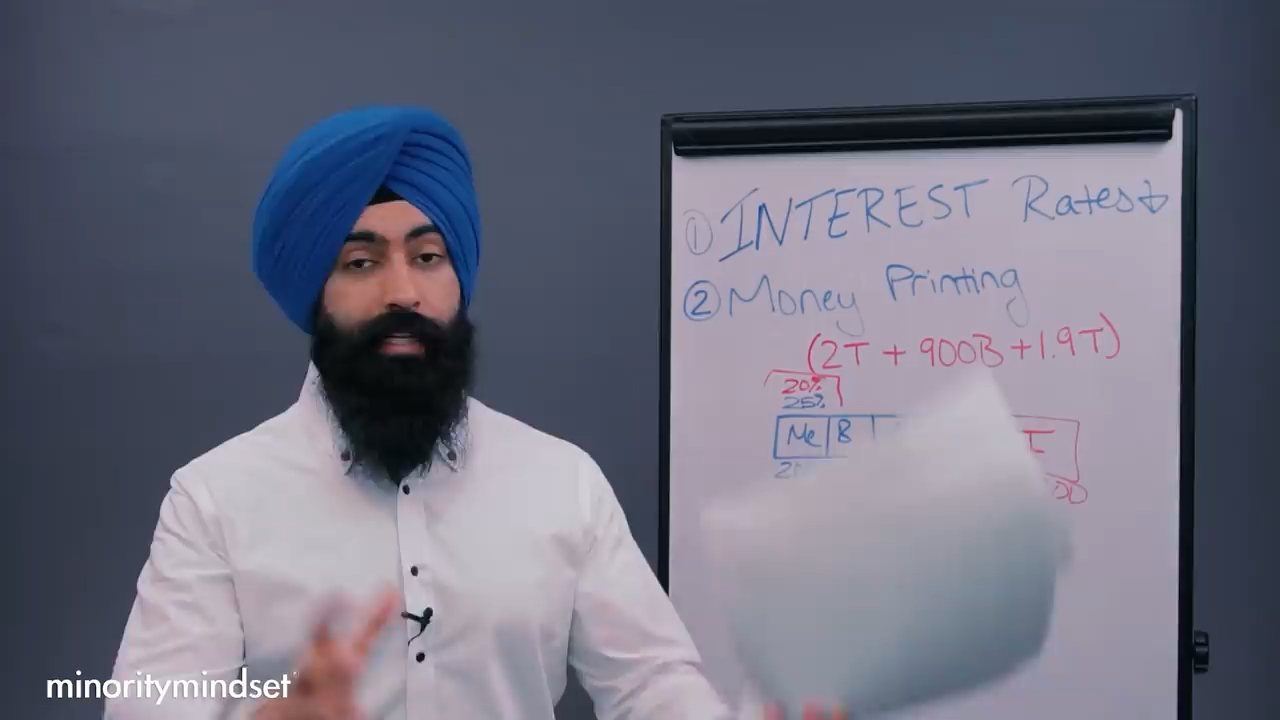 ① INTEREST Rates↓
② Money Printing
(2T + 900B + 1.9T)
20%
25%
Me B
minoritymindset